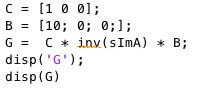 C = [1 0 0];
B = [10; 0; 0;];
G =  C * inv(sImA) * B;
disp('G');
disp(G)